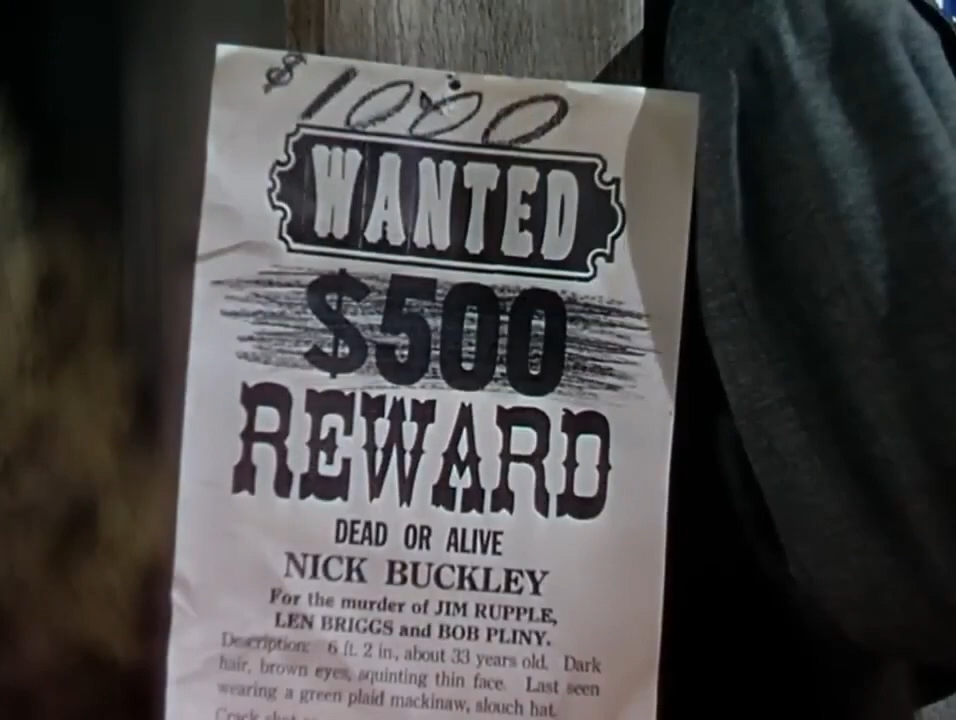 $1000
WANTED
$500
REWARD
DEAD OR ALIVE
NICK BUCKLEY
For the murder of JIM RUPPLE,
LEN BRIGGS and BOB PLINY.
Description: 6 ft. 2 in., about 33 years old. Dark
hair, brown eyes, squinting thin face. Last seen
wearing a green plaid mackinaw, slouch hat.
Crack shot